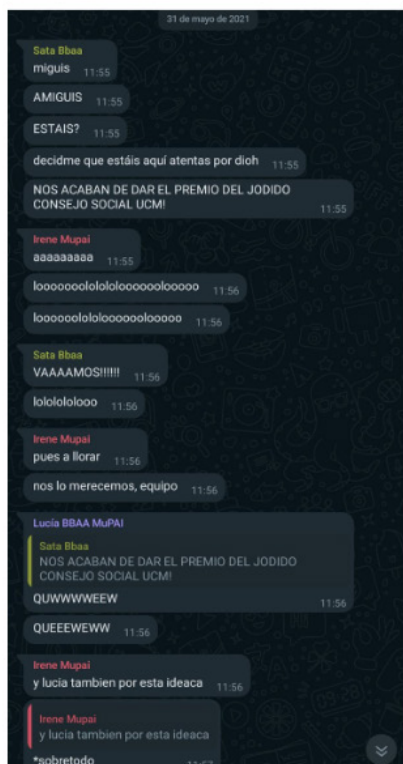 31 de mayo de 2021
Sata Bbaa
miguis 11:55
AMIGUIS 11:55
ESTAIS? 11:55
decidme que estáis aquí atentas por dioh 11:55
NOS ACABAN DE DAR EL PREMIO DEL JODIDO
CONSEJO SOCIAL UCM!
11:55
Irene Mupai
aaaaaaaaa 11:55
looooooololololoooooolooooo 11:56
looooooololoooooolooooo 11:56
Sata Bbaa
VAAAAMOS!!!!!! 11:56
lolololoooo 11:56
Irene Mupai
pues a llorar 11:56
nos lo merecemos, equipo 11:56
Lucía BBAA MuPAI
Sata Bbaa
NOS ACABAN DE DAR EL PREMIO DEL JODIDO
CONSEJO SOCIAL UCM!
QUWWWWEEW 11:56
QUEEEWEWW 11:56
Irene Mupai
y lucia tambien por esta ideaca 11:56
Irene Mupai
y lucia tambien por esta ideaca
*sobretodo 11:57